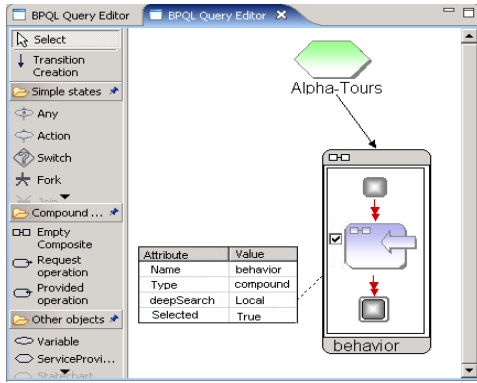 BPQL Query Editor
BPQL Query Editor
Select
Transition
Creation
Simple states
Any
Action
Switch
Fork
Join
Compound ...
Empty
Composite
Request
operation
Provided
operation
Other objects
Variable
ServiceProvi...
Statechart
Alpha-Tours
Attribute Value
Name behavior
Type compound
deepSearch Local
Selected True
behavior